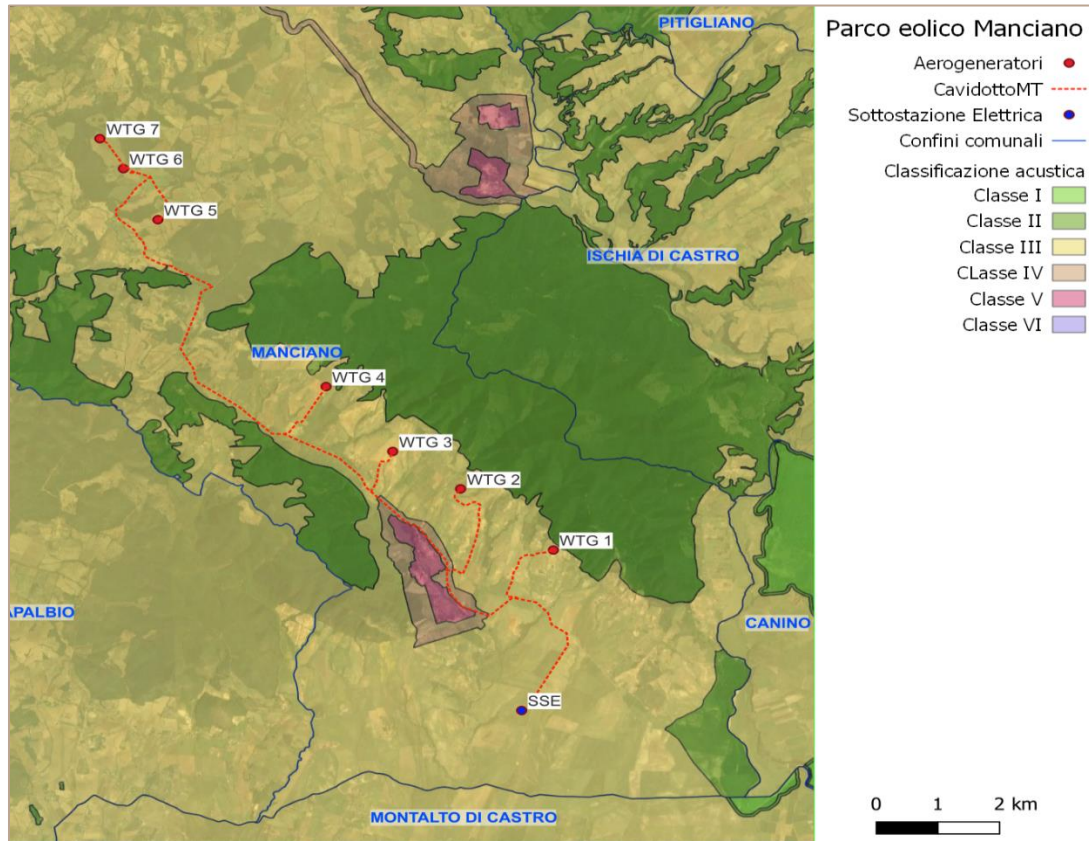 PITIGLIANO
WTG 7
WTG 6
WTG 5
ISCHIA DI CASTRO
MANCIANO
WTG 4
WTG 3
WTG 2
WTG 1
APALBIO
CANINO
SSE
MONTALTO DI CASTRO
Parco eolico Manciano
Aerogeneratori
CavidottoMT
Sottostazione Elettrica
Confini comunali
Classificazione acustica
Classe I
Classe II
Classe III
CLasse IV
Classe V
Classe VI
0 1 2 km